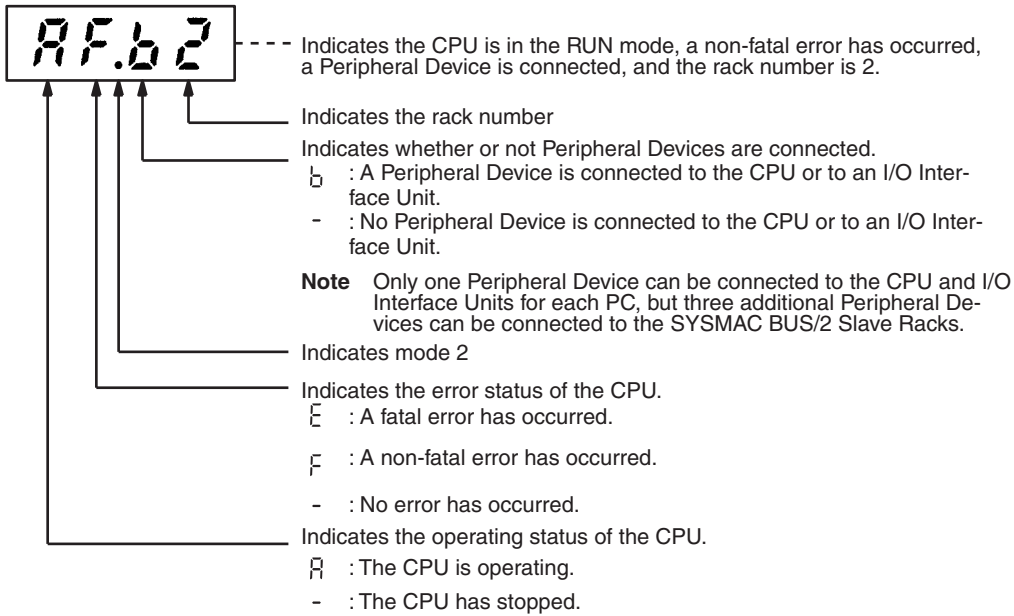 AF.b2
Indicates the CPU is in the RUN mode, a non-fatal error has occurred,
a Peripheral Device is connected, and the rack number is 2.
Indicates the rack number
Indicates whether or not Peripheral Devices are connected.
b : A Peripheral Device is connected to the CPU or to an I/O Inter-
face Unit.
- : No Peripheral Device is connected to the CPU or to an I/O Inter-
face Unit.
Note Only one Peripheral Device can be connected to the CPU and I/O
Interface Units for each PC, but three additional Peripheral De-
vices can be connected to the SYSMAC BUS/2 Slave Racks.
Indicates mode 2
Indicates the error status of the CPU.
E : A fatal error has occurred.
F : A non-fatal error has occurred.
- : No error has occurred.
Indicates the operating status of the CPU.
A : The CPU is operating.
- : The CPU has stopped.